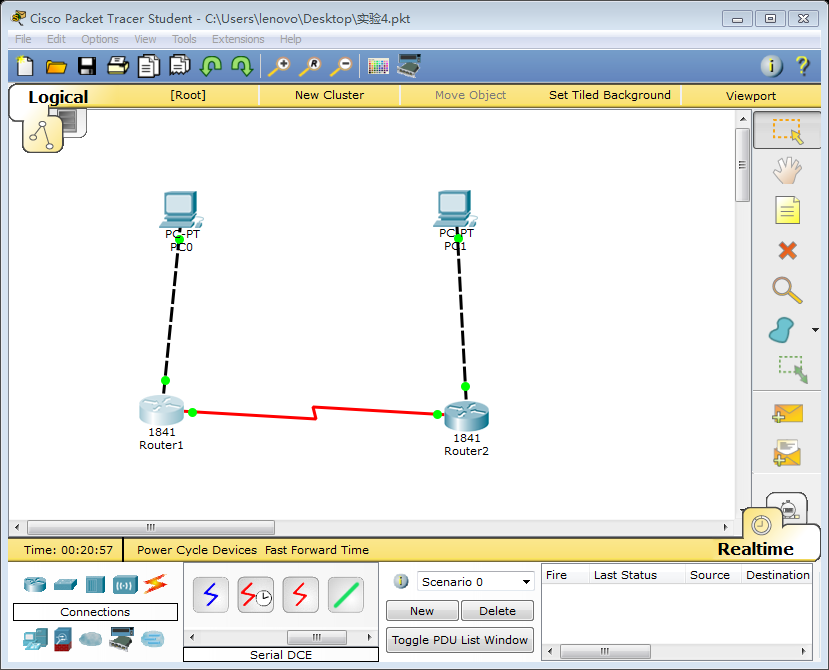 Cisco Packet Tracer Student - C:\Users\lenovo\Desktop\实验4.pkt
File Edit Options View Tools Extensions Help
Logical [Root] New Cluster Move Object Set Tiled Background Viewport
PC-PT
PC0
PC-PT
PC1
1841
Router1
1841
Router2
Time: 00:20:57 Power Cycle Devices Fast Forward Time Realtime
Scenario 0
Fire Last Status Source Destination
New Delete
Connections
Toggle PDU List Window
Serial DCE